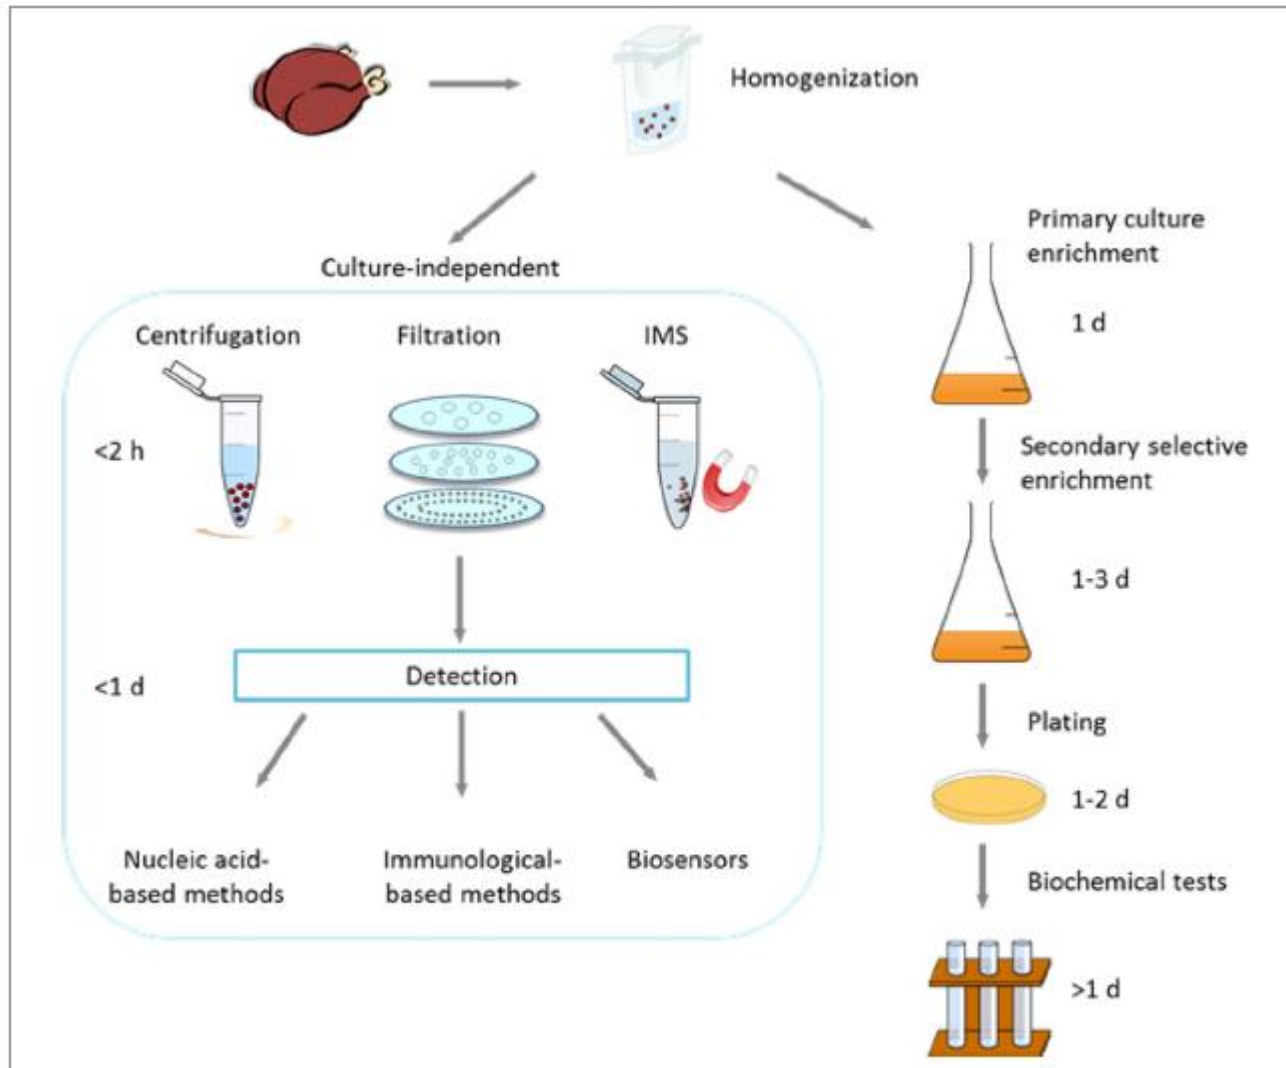 Homogenization
Culture-independent
Centrifugation
Filtration
IMS
<2 h
Detection
<1 d
Nucleic acid-
based methods
Immunological-
based methods
Biosensors
Primary culture
enrichment
1 d
Secondary selective
enrichment
1-3 d
Plating
1-2 d
Biochemical tests
>1 d